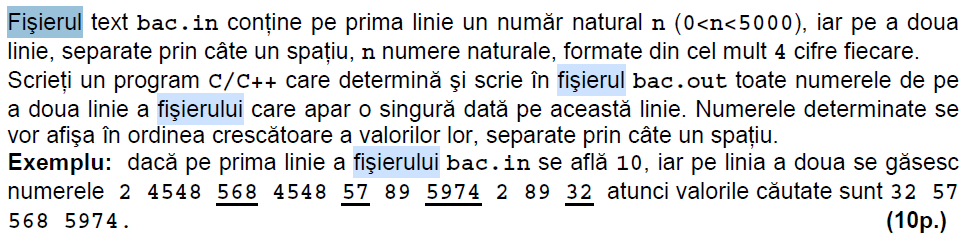 Fişierul text bac.in conţine pe prima linie un număr natural n (0<n<5000), iar pe a doua
linie, separate prin câte un spaţiu, n numere naturale, formate din cel mult 4 cifre fiecare.
Scrieţi un program C/C++ care determină şi scrie în fişierul bac.out toate numerele de pe
a doua linie a fişierului care apar o singură dată pe această linie. Numerele determinate se
vor afişa în ordinea crescătoare a valorilor lor, separate prin câte un spaţiu.
Exemplu: dacă pe prima linie a fişierului bac.in se află 10, iar pe linia a doua se găsesc
numerele 2 4548 568 4548 57 89 5974 2 89 32 atunci valorile căutate sunt 32 57
568 5974. (10p.)